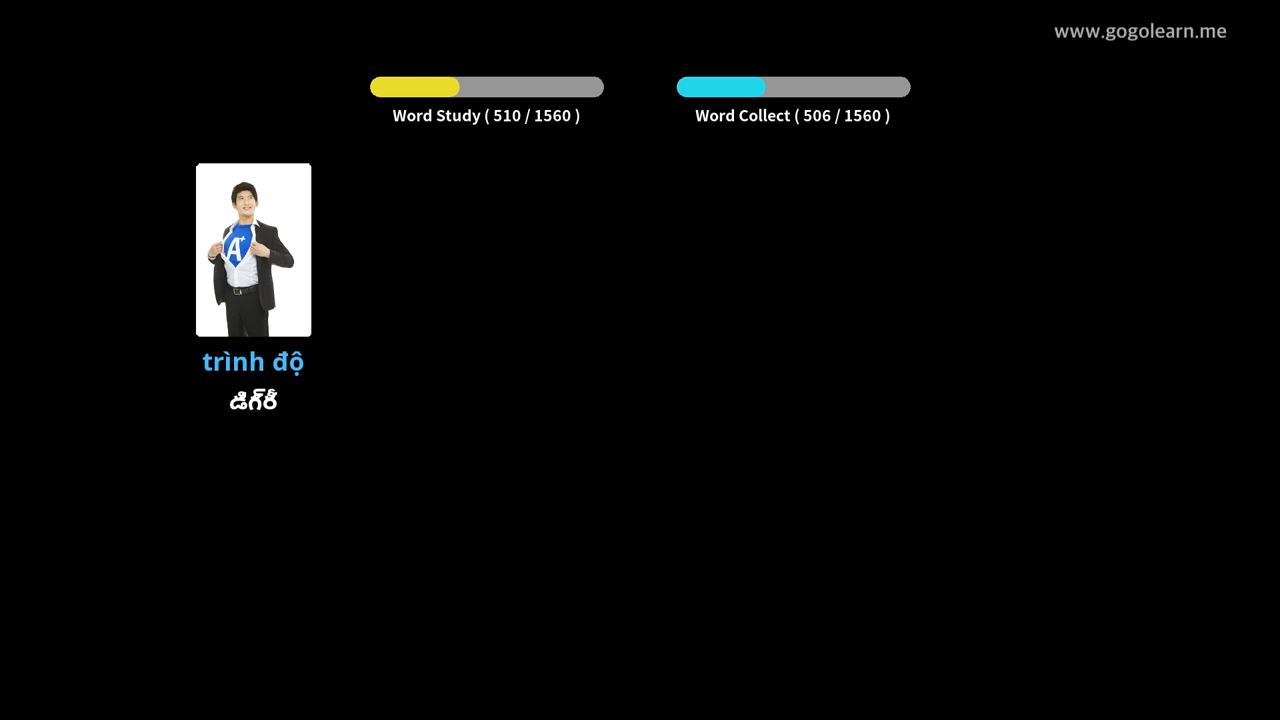 www.gogolearn.me
Word Study ( 510 / 1560 )
Word Collect ( 506 / 1560 )
A+
trình độ
డిగ్రీ